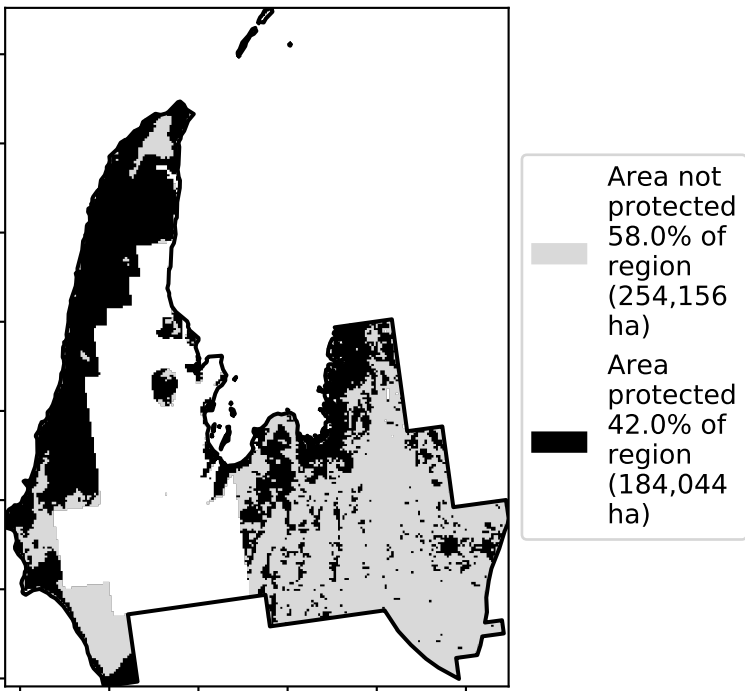 Area not
protected
58.0% of
region
(254,156
ha)
Area
protected
42.0% of
region
(184,044
ha)